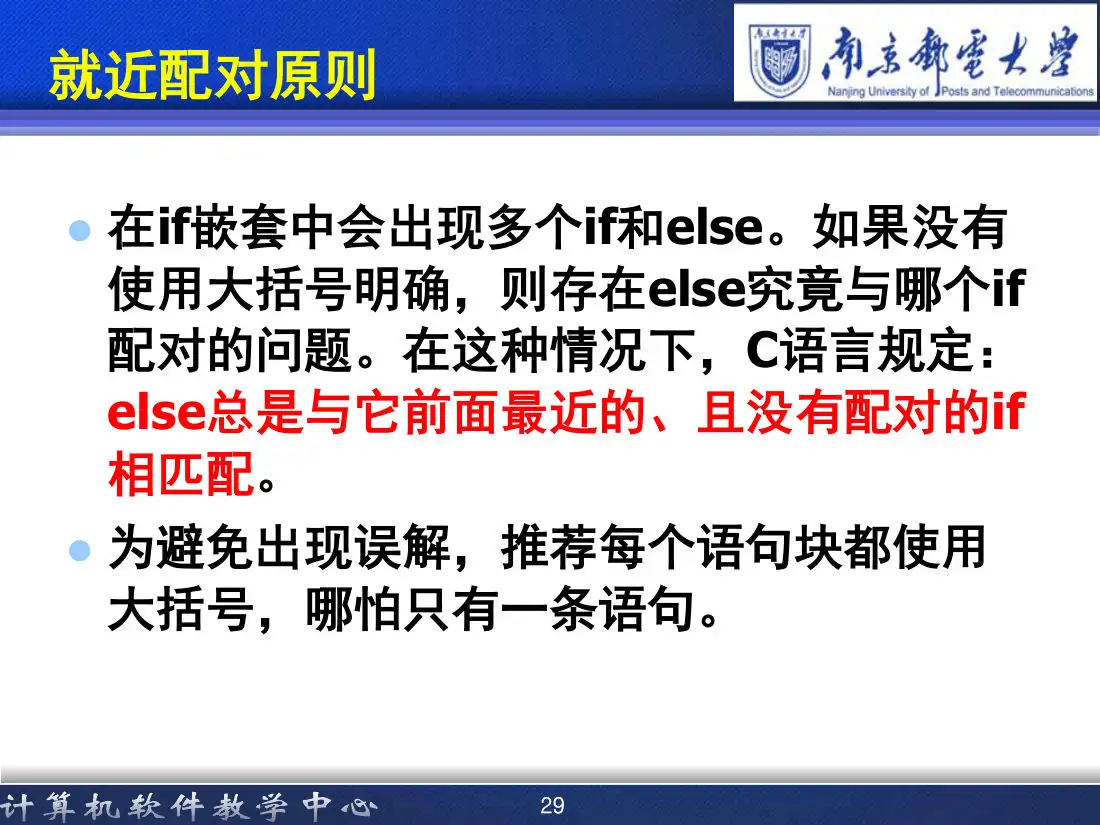 就近配对原则
南京郵電大學
Nanjing University of Posts and Telecommunications
在if嵌套中会出现多个if和else。如果没有
使用大括号明确，则存在else究竟与哪个if
配对的问题。在这种情况下，C语言规定：
else总是与它前面最近的、且没有配对的if
相匹配。
为避免出现误解，推荐每个语句块都使用
大括号，哪怕只有一条语句。
计算机软件教学中心
29